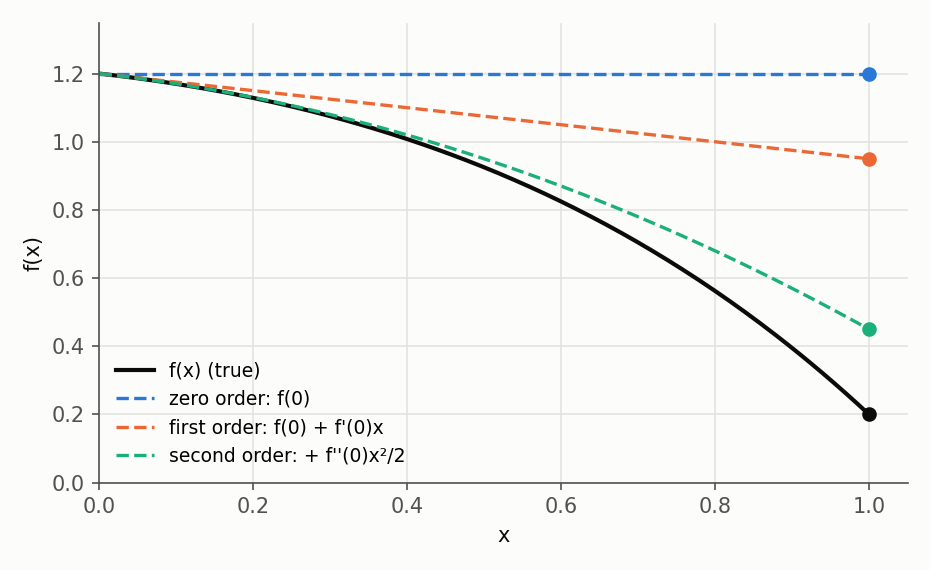 1.2
1.0
0.8
0.6
0.4
0.2
0.0
f(x)
f(x) (true)
zero order: f(0)
first order: f(0) + f'(0)x
second order: + f''(0)x²/2
0.0 0.2 0.4 0.6 0.8 1.0
x